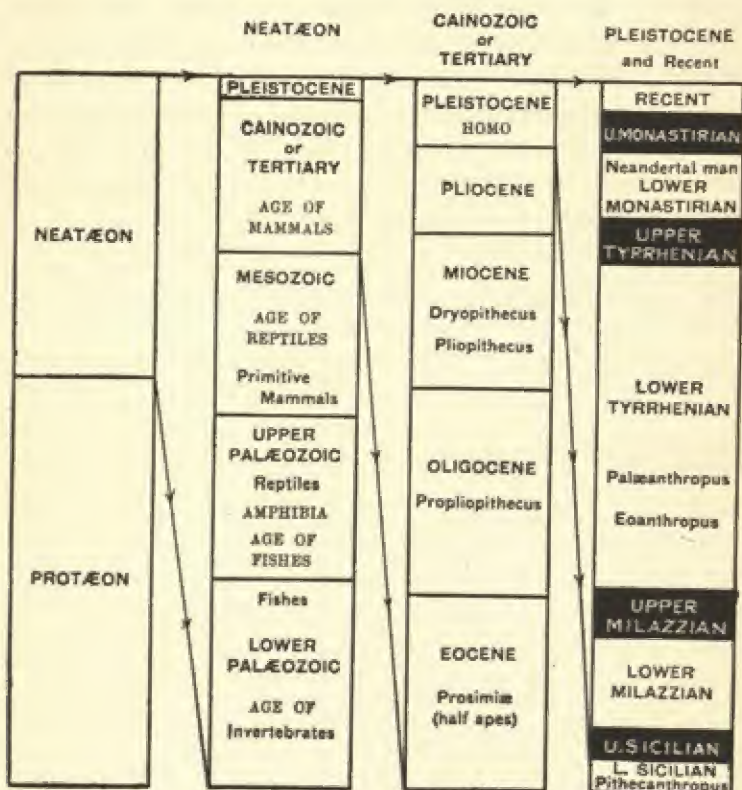 NEATÆON
CAINOZOIC
or
TERTIARY
PLEISTOCENE
and Recent
NEATÆON
PROTÆON
PLEISTOCENE
CAINOZOIC
or
TERTIARY
AGE OF
MAMMALS
MESOZOIC
AGE OF
REPTILES
Primitive
Mammals
UPPER
PALÆOZOIC
Reptiles
AMPHIBIA
AGE OF
FISHES
Fishes
LOWER
PALÆOZOIC
AGE OF
Invertebrates
PLEISTOCENE
HOMO
PLIOCENE
MIOCENE
Dryopithecus
Pliopithecus
OLIGOCENE
Propliopithecus
EOCENE
Prosimiæ
(half apes)
RECENT
U.MONASTIRIAN
Neandertal man
LOWER
MONASTIRIAN
UPPER
TYRRHENIAN
LOWER
TYRRHENIAN
Palæanthropus
Eoanthropus
UPPER
MILAZZIAN
LOWER
MILAZZIAN
U.SICILIAN
L. SICILIAN
Pithecanthropus